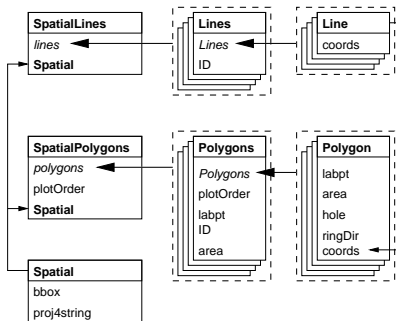 SpatialLines
lines
Spatial
Lines
Lines
ID
Line
coords
SpatialPolygons
polygons
plotOrder
Spatial
Polygons
Polygons
plotOrder
labpt
ID
area
Polygon
labpt
area
hole
ringDir
coords
Spatial
bbox
proj4string